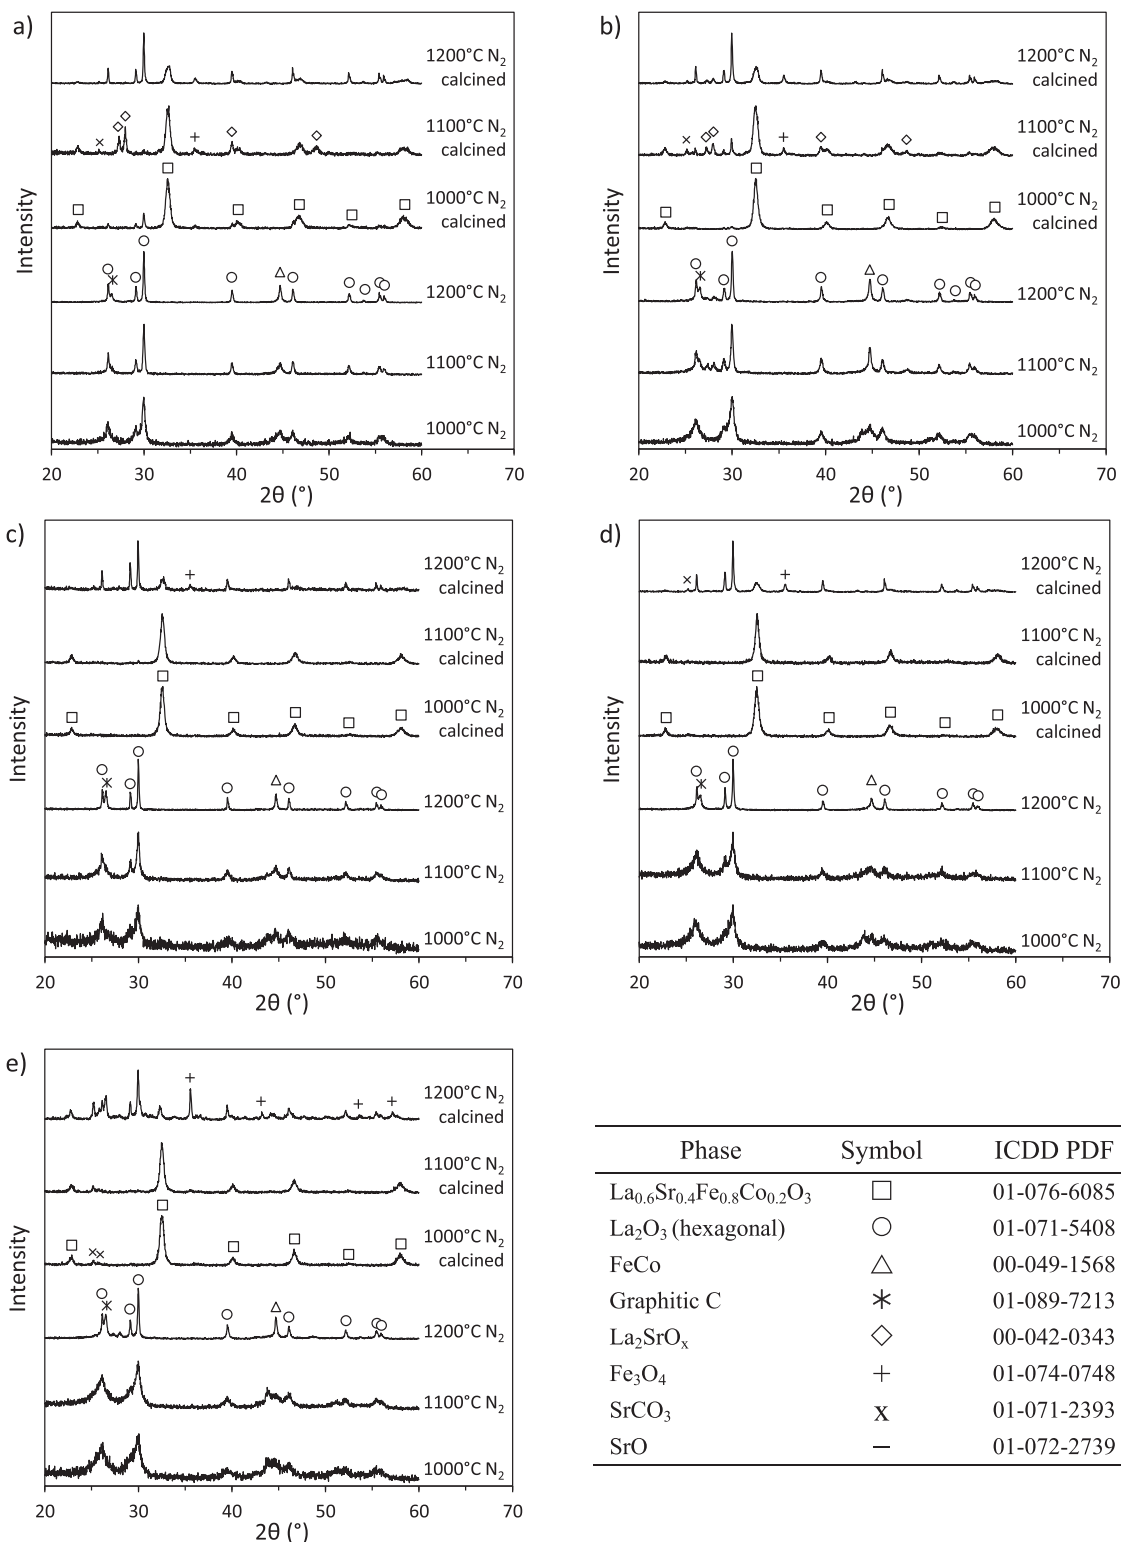 a)
Intensity
1200°C N₂
calcined
1100°C N₂
calcined
1000°C N₂
calcined
1200°C N₂
1100°C N₂
1000°C N₂
20 30 40 50 60 70
2θ (°)
b)
Intensity
1200°C N₂
calcined
1100°C N₂
calcined
1000°C N₂
calcined
1200°C N₂
1100°C N₂
1000°C N₂
20 30 40 50 60 70
2θ (°)
c)
Intensity
1200°C N₂
calcined
1100°C N₂
calcined
1000°C N₂
calcined
1200°C N₂
1100°C N₂
1000°C N₂
20 30 40 50 60 70
2θ (°)
d)
Intensity
1200°C N₂
calcined
1100°C N₂
calcined
1000°C N₂
calcined
1200°C N₂
1100°C N₂
1000°C N₂
20 30 40 50 60 70
2θ (°)
e)
Intensity
1200°C N₂
calcined
1100°C N₂
calcined
1000°C N₂
calcined
1200°C N₂
1100°C N₂
1000°C N₂
20 30 40 50 60 70
2θ (°)
Phase Symbol ICDD PDF
La₀.₆Sr₀.₄Fe₀.₈Co₀.₂O₃ □ 01-076-6085
La₂O₃ (hexagonal) ○ 01-071-5408
FeCo △ 00-049-1568
Graphitic C ∗ 01-089-7213
La₂SrOₓ ◇ 00-042-0343
Fe₃O₄ + 01-074-0748
SrCO₃ x 01-071-2393
SrO – 01-072-2739